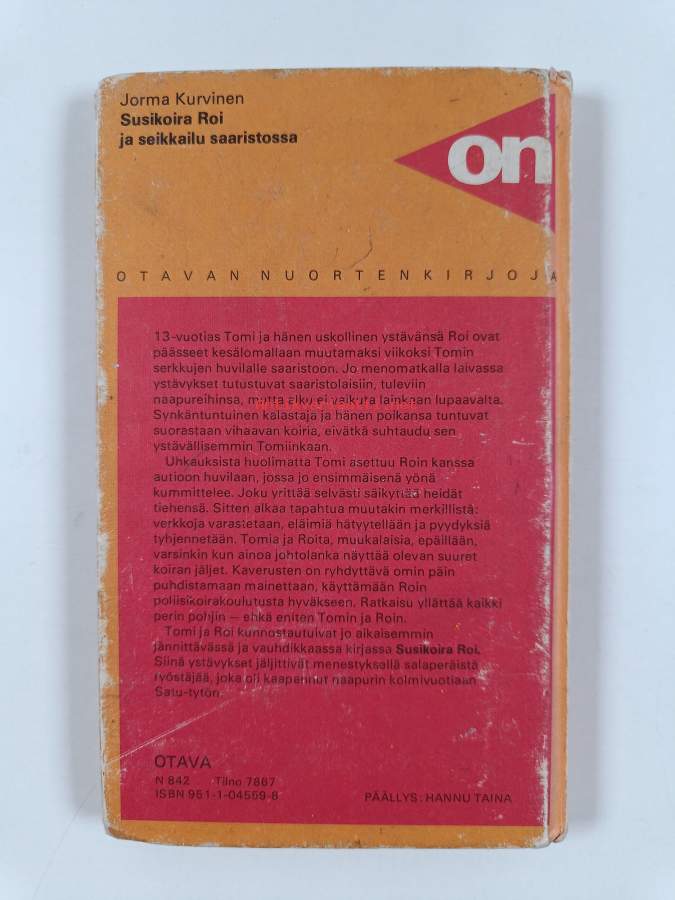 Jorma Kurvinen
Susikoira Roi
ja seikkailu saaristossa
on
OTAVAN NUORTENKIRJOJA
13-vuotias Tomi ja hänen uskollinen ystävänsä Roi ovat
päässeet kesälomallaan muutamaksi viikoksi Tomin
serkkujen huvilalle saaristoon. Jo menomatkalla laivassa
ystävykset tutustuvat saaristolaisiin, tuleviin
naapureihinsa, mutta alku ei vaikuta lainkaan lupaavalta.
Synkäntuntuinen kalastaja ja hänen poikansa tuntuvat
suorastaan vihaavan koiria, eivätkä suhtaudu sen
ystävällisemmin Tomiinkaan.
Uhkauksista huolimatta Tomi asettuu Roin kanssa
autioon huvilaan, jossa jo ensimmäisenä yönä
kummittelee. Joku yrittää selvästi säikyttää heidät
tiehensä. Sitten alkaa tapahtua muutakin merkillistä:
verkkoja varastetaan, eläimiä hätyytellään ja pyydyksiä
tyhjennetään. Tomia ja Roita, muukalaisia, epäillään,
varsinkin kun ainoa johtolanka näyttää olevan suuret
koiran jäljet. Kaverusten on ryhdyttävä omin päin
puhdistamaan mainettaan, käyttämään Roin
poliisikoirakoulutusta hyväkseen. Ratkaisu yllättää kaikki
perin pohjin — ehkä eniten Tomin ja Roin.
Tomi ja Roi kunnostautuivat jo aikaisemmin
jännittävässä ja vauhdikkaassa kirjassa Susikoira Roi.
Siinä ystävykset jäljittivät menestyksellä salaperäistä
ryöstäjää, joka oli kaapannut naapurin kolmivuotiaan
Satu-tytön.
OTAVA
N 842 Tilno 7867
ISBN 951-1-04559-8
PÄÄLLYS: HANNU TAINA